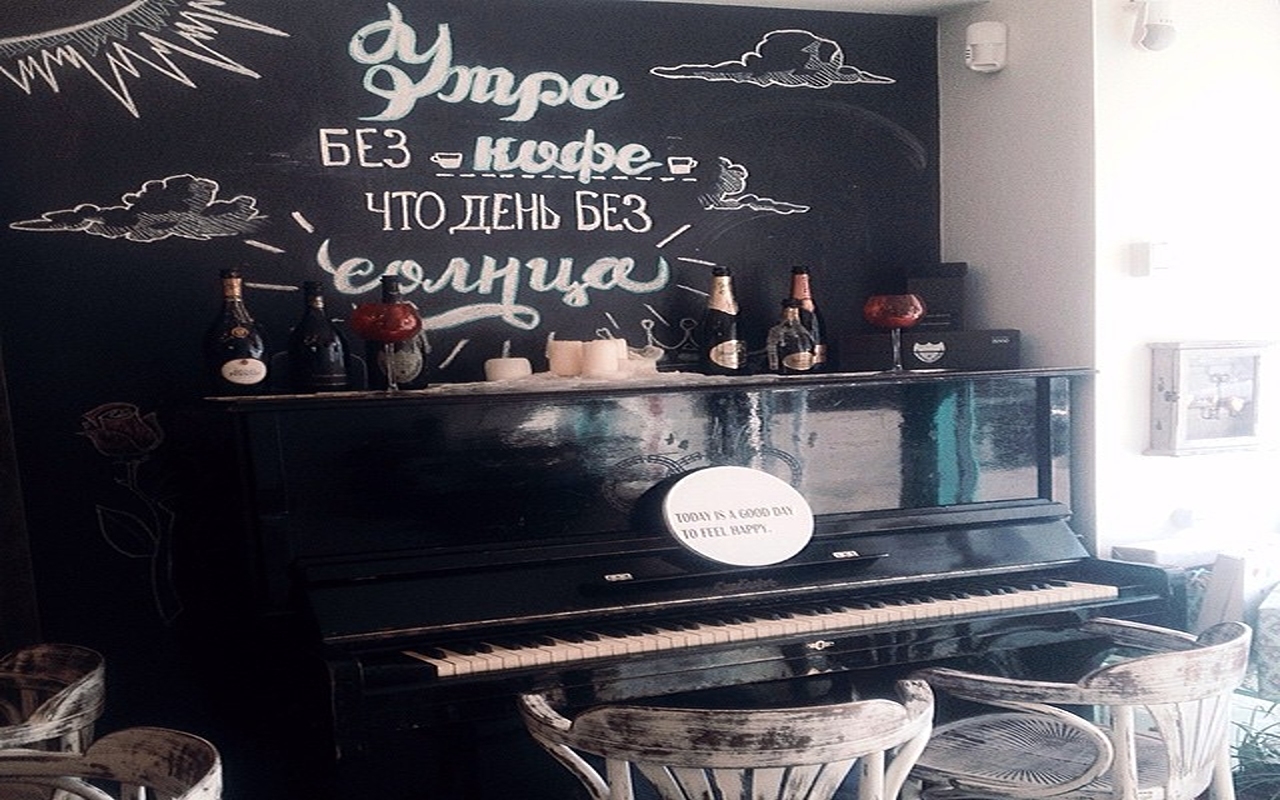 Утро
БЕЗ кофе
ЧТО ДЕНЬ БЕЗ
солнца
TODAY IS A GOOD DAY
TO FEEL HAPPY.